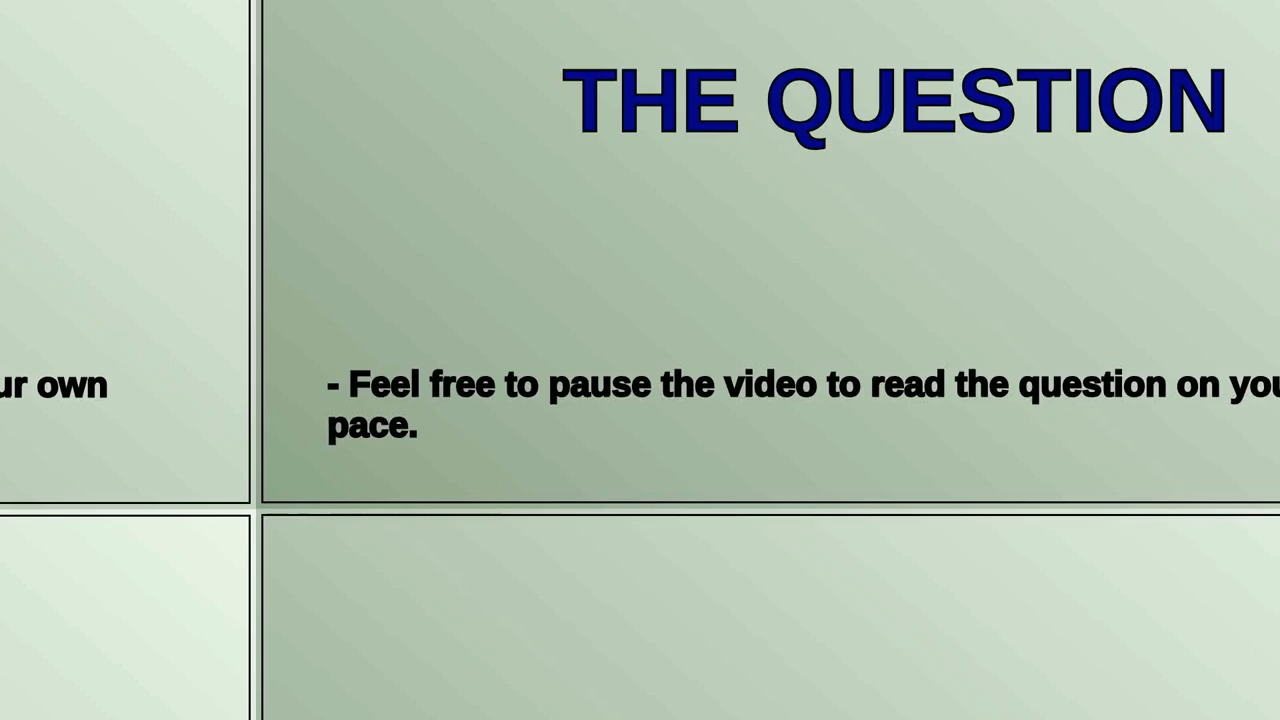 THE QUESTION
ur own
- Feel free to pause the video to read the question on you
pace.